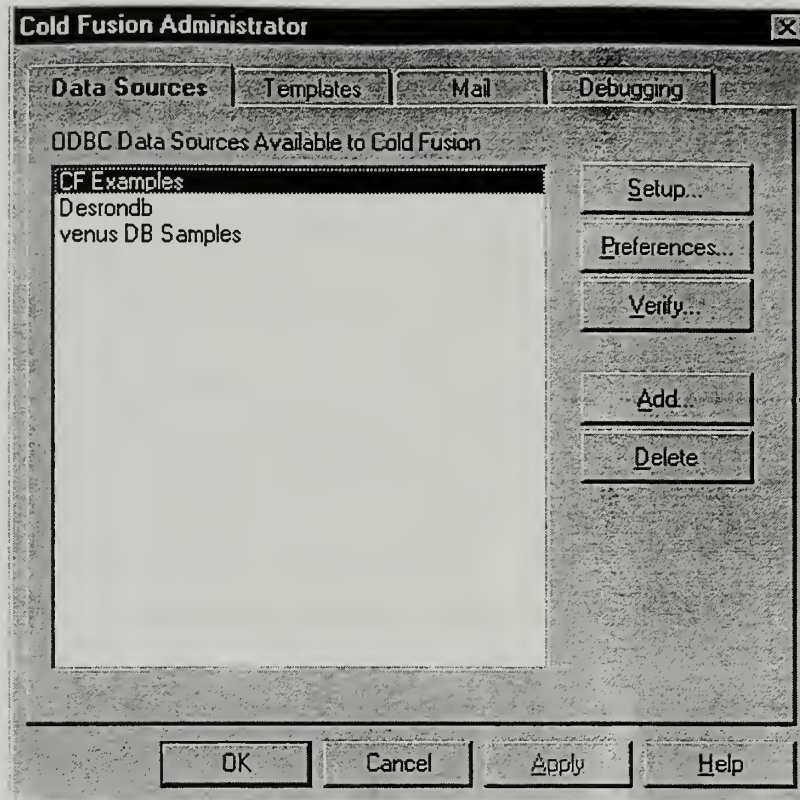 Cold Fusion Administrator
Data Sources
Templates
Mail
Debugging
ODBC Data Sources Available to Cold Fusion
CF Examples
Desrondb
venus DB Samples
Setup...
Preferences...
Verify...
Add...
Delete
OK
Cancel
Apply
Help